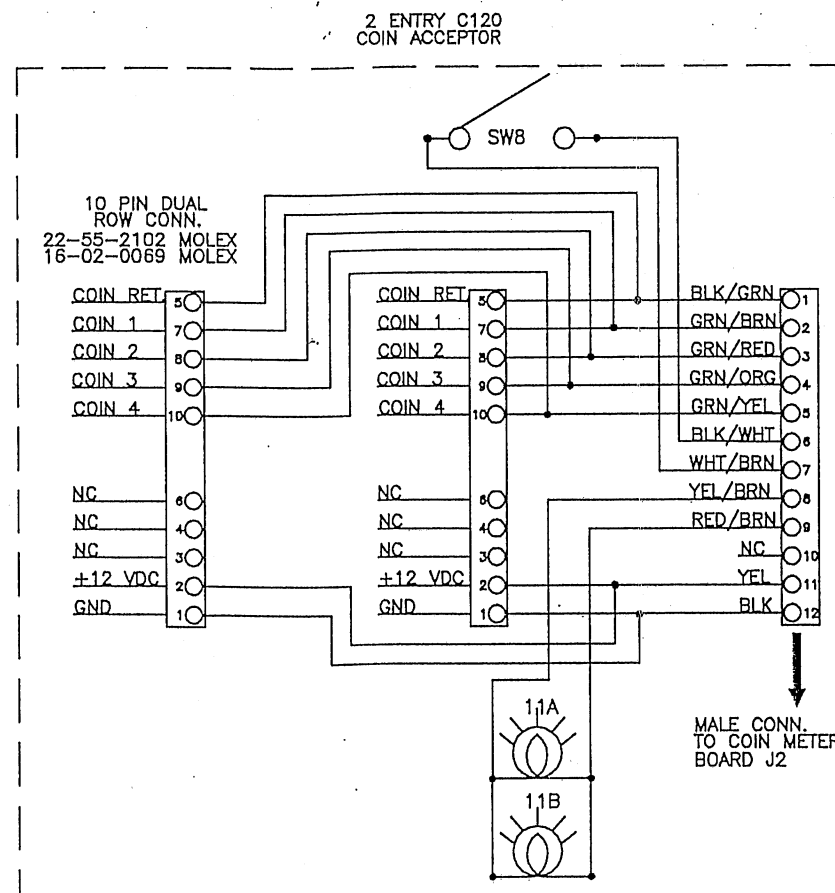 2 ENTRY C120
COIN ACCEPTOR
SW8
10 PIN DUAL
ROW CONN.
22-55-2102 MOLEX
16-02-0069 MOLEX
COIN RET 5
COIN 1 7
COIN 2 8
COIN 3 9
COIN 4 10
NC 6
NC 4
NC 3
+12 VDC 2
GND 1
COIN RET 5
COIN 1 7
COIN 2 8
COIN 3 9
COIN 4 10
NC 6
NC 4
NC 3
+12 VDC 2
GND 1
BLK/GRN 1
GRN/BRN 2
GRN/RED 3
GRN/ORG 4
GRN/YEL 5
BLK/WHT 6
WHT/BRN 7
YEL/BRN 8
RED/BRN 9
NC 10
YEL 11
BLK 12
MALE CONN.
TO COIN METER
BOARD J2
11A
11B